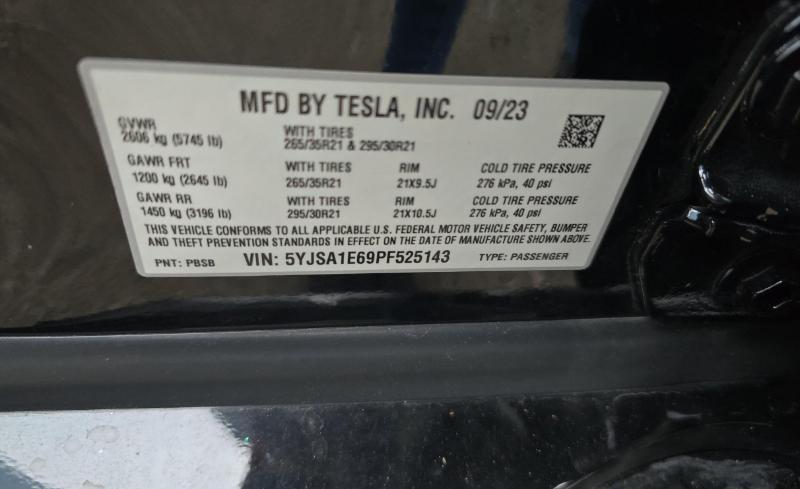 MFD BY TESLA, INC. 09/23
GVWR
2606 kg (5745 lb)
WITH TIRES
265/35R21 & 295/30R21
GAWR FRT WITH TIRES RIM COLD TIRE PRESSURE
1200 kg (2645 lb) 265/35R21 21X9.5J 276 kPa, 40 psi
GAWR RR WITH TIRES RIM COLD TIRE PRESSURE
1450 kg (3196 lb) 295/30R21 21X10.5J 276 kPa, 40 psi
THIS VEHICLE CONFORMS TO ALL APPLICABLE U.S. FEDERAL MOTOR VEHICLE SAFETY, BUMPER
AND THEFT PREVENTION STANDARDS IN EFFECT ON THE DATE OF MANUFACTURE SHOWN ABOVE.
PNT: PBSB VIN: 5YJSA1E69PF525143 TYPE: PASSENGER